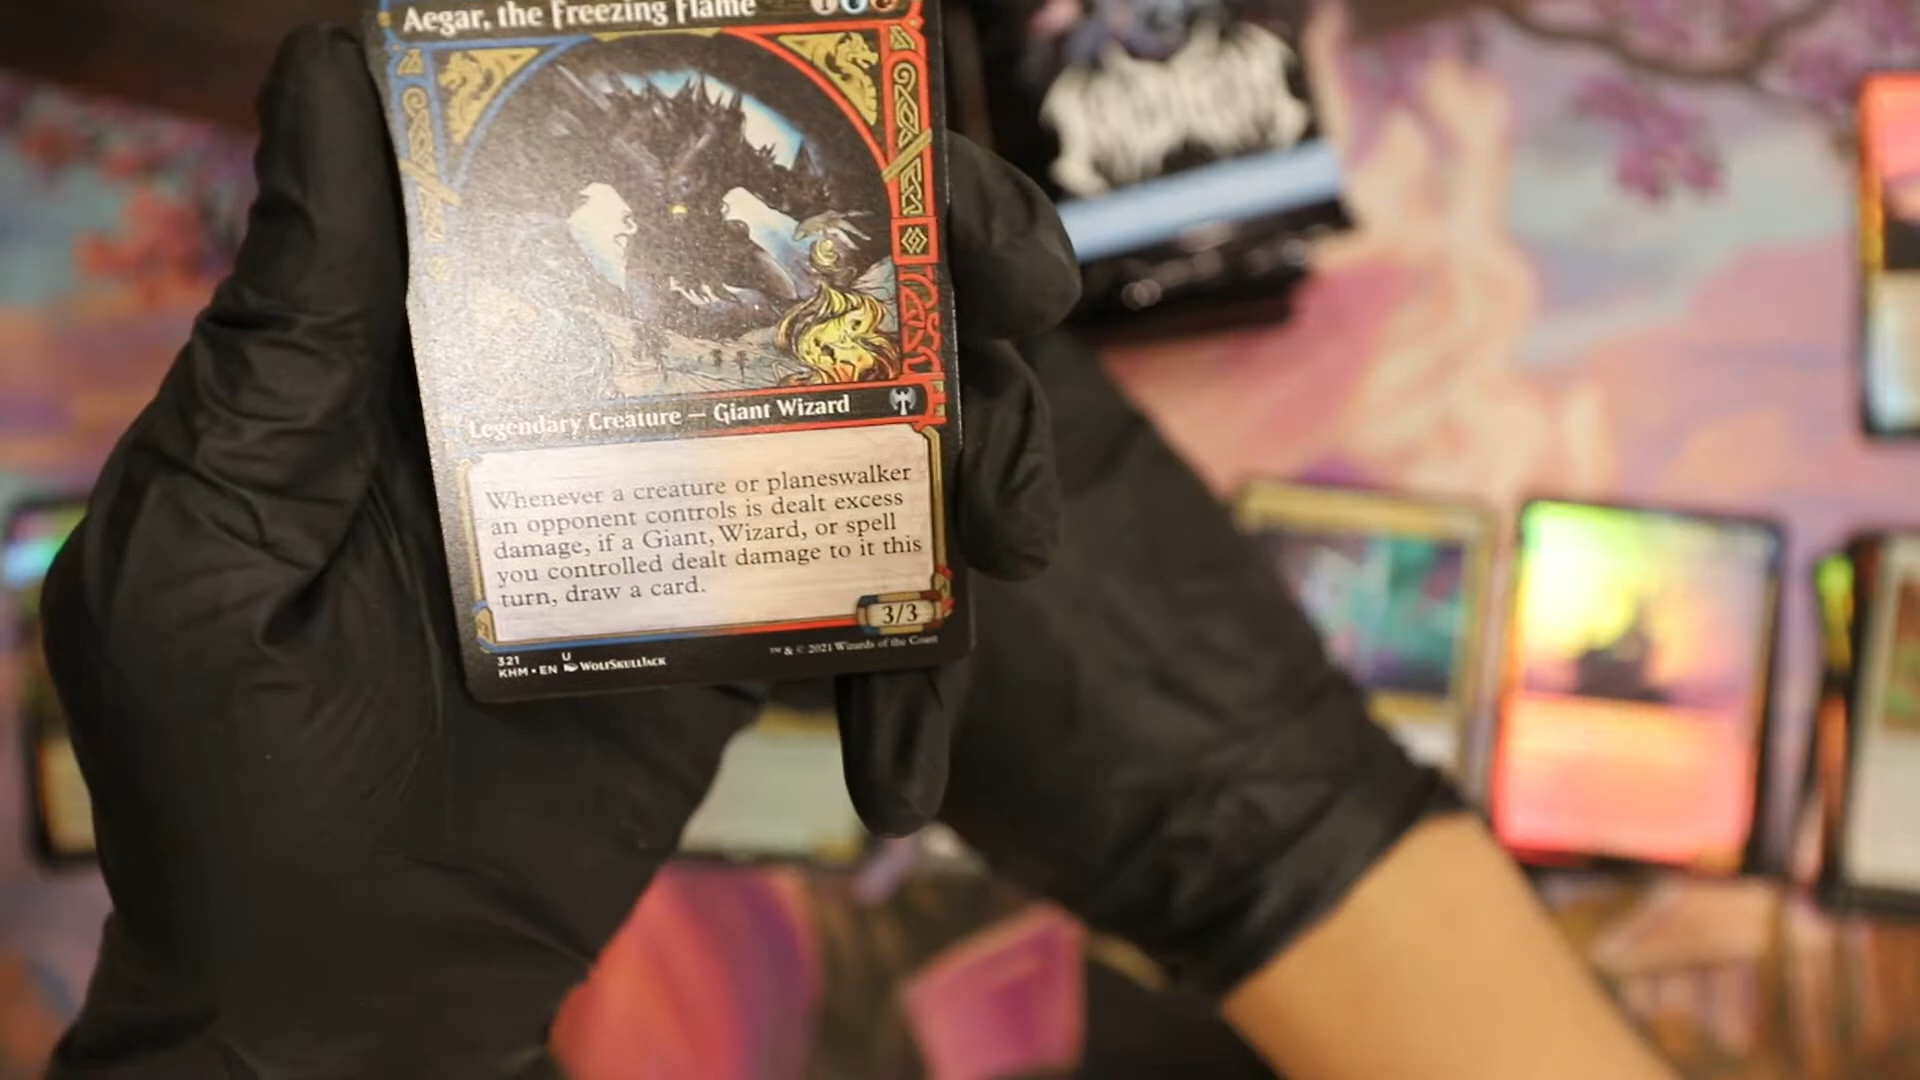 Aegar, the Freezing Flame
Legendary Creature — Giant Wizard
Whenever a creature or planeswalker
an opponent controls is dealt excess
damage, if a Giant, Wizard, or spell
you controlled dealt damage to it this
turn, draw a card.
3/3
321 U
KHM • EN WolfSkullJack
™ & © 2021 Wizards of the Coast